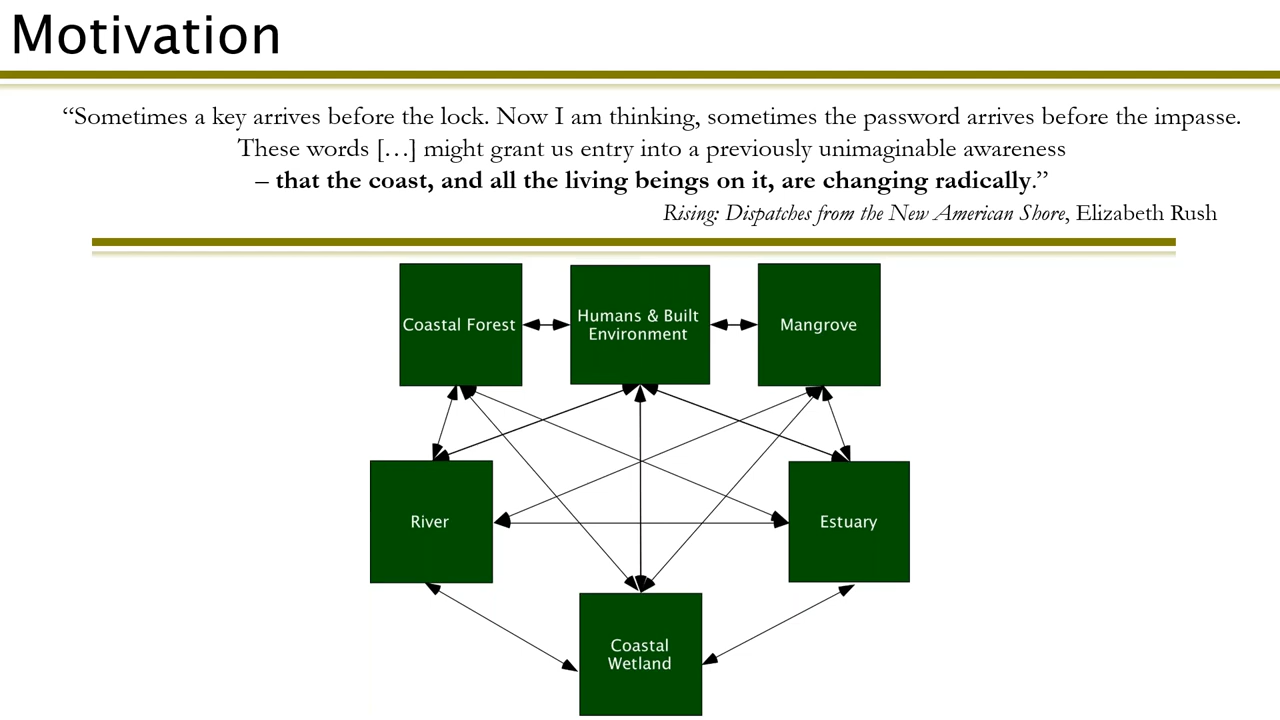 Motivation
“Sometimes a key arrives before the lock. Now I am thinking, sometimes the password arrives before the impasse.
These words […] might grant us entry into a previously unimaginable awareness
– that the coast, and all the living beings on it, are changing radically.”
Rising: Dispatches from the New American Shore, Elizabeth Rush
Coastal Forest
Humans & Built
Environment
Mangrove
River
Estuary
Coastal
Wetland